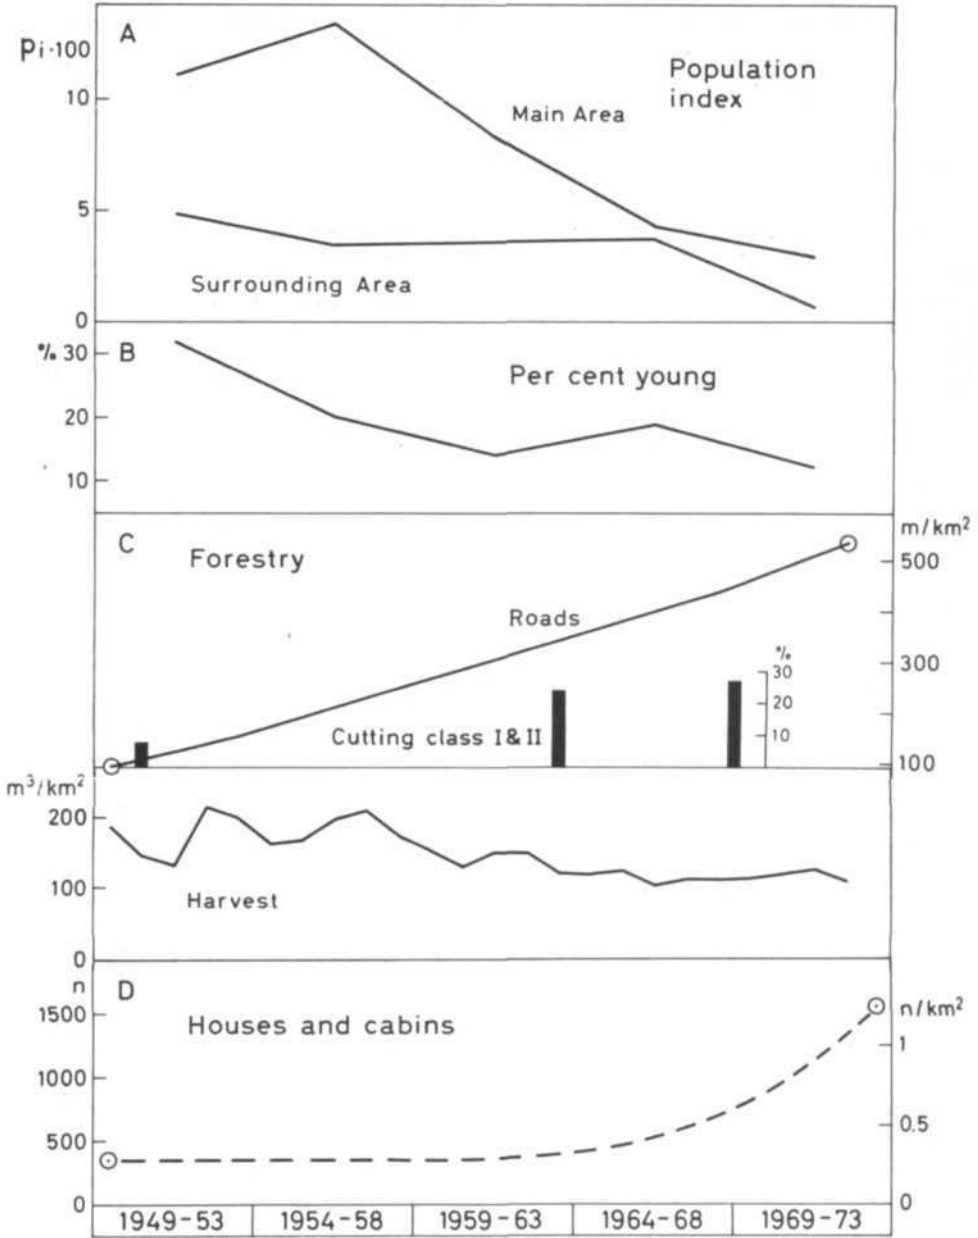 A
pi·100
Population
index
10
Main Area
5
Surrounding Area
0
% 30
B
Per cent young
20
10
C
m/km²
Forestry
500
Roads
300
%
30
20
10
Cutting class I & II
100
m³/km²
200
100
Harvest
0
n
D
1500
n/km²
Houses and cabins
1
1000
500
0.5
0
0
1949-53 1954-58 1959-63 1964-68 1969-73